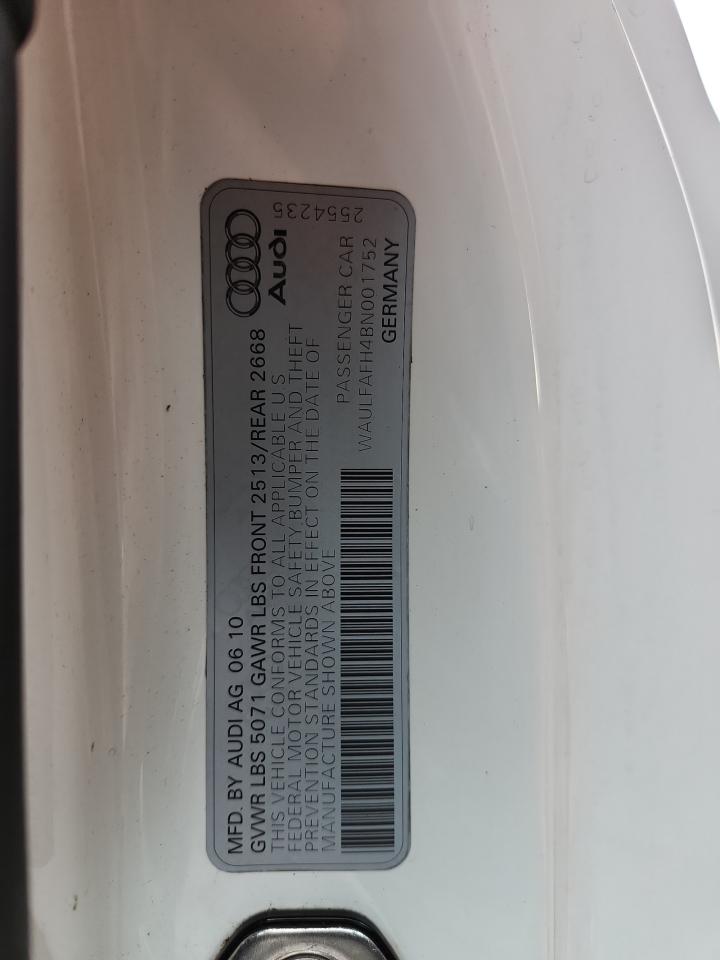 MFD. BY AUDI AG 06 10
GVWR LBS 5071 GAWR LBS FRONT 2513/REAR 2668
THIS VEHICLE CONFORMS TO ALL APPLICABLE U S
FEDERAL MOTOR VEHICLE SAFETY, BUMPER AND THEFT
PREVENTION STANDARDS IN EFFECT ON THE DATE OF
MANUFACTURE SHOWN ABOVE
Audi
2554235
PASSENGER CAR
WAULFAFH4BN001752
GERMANY